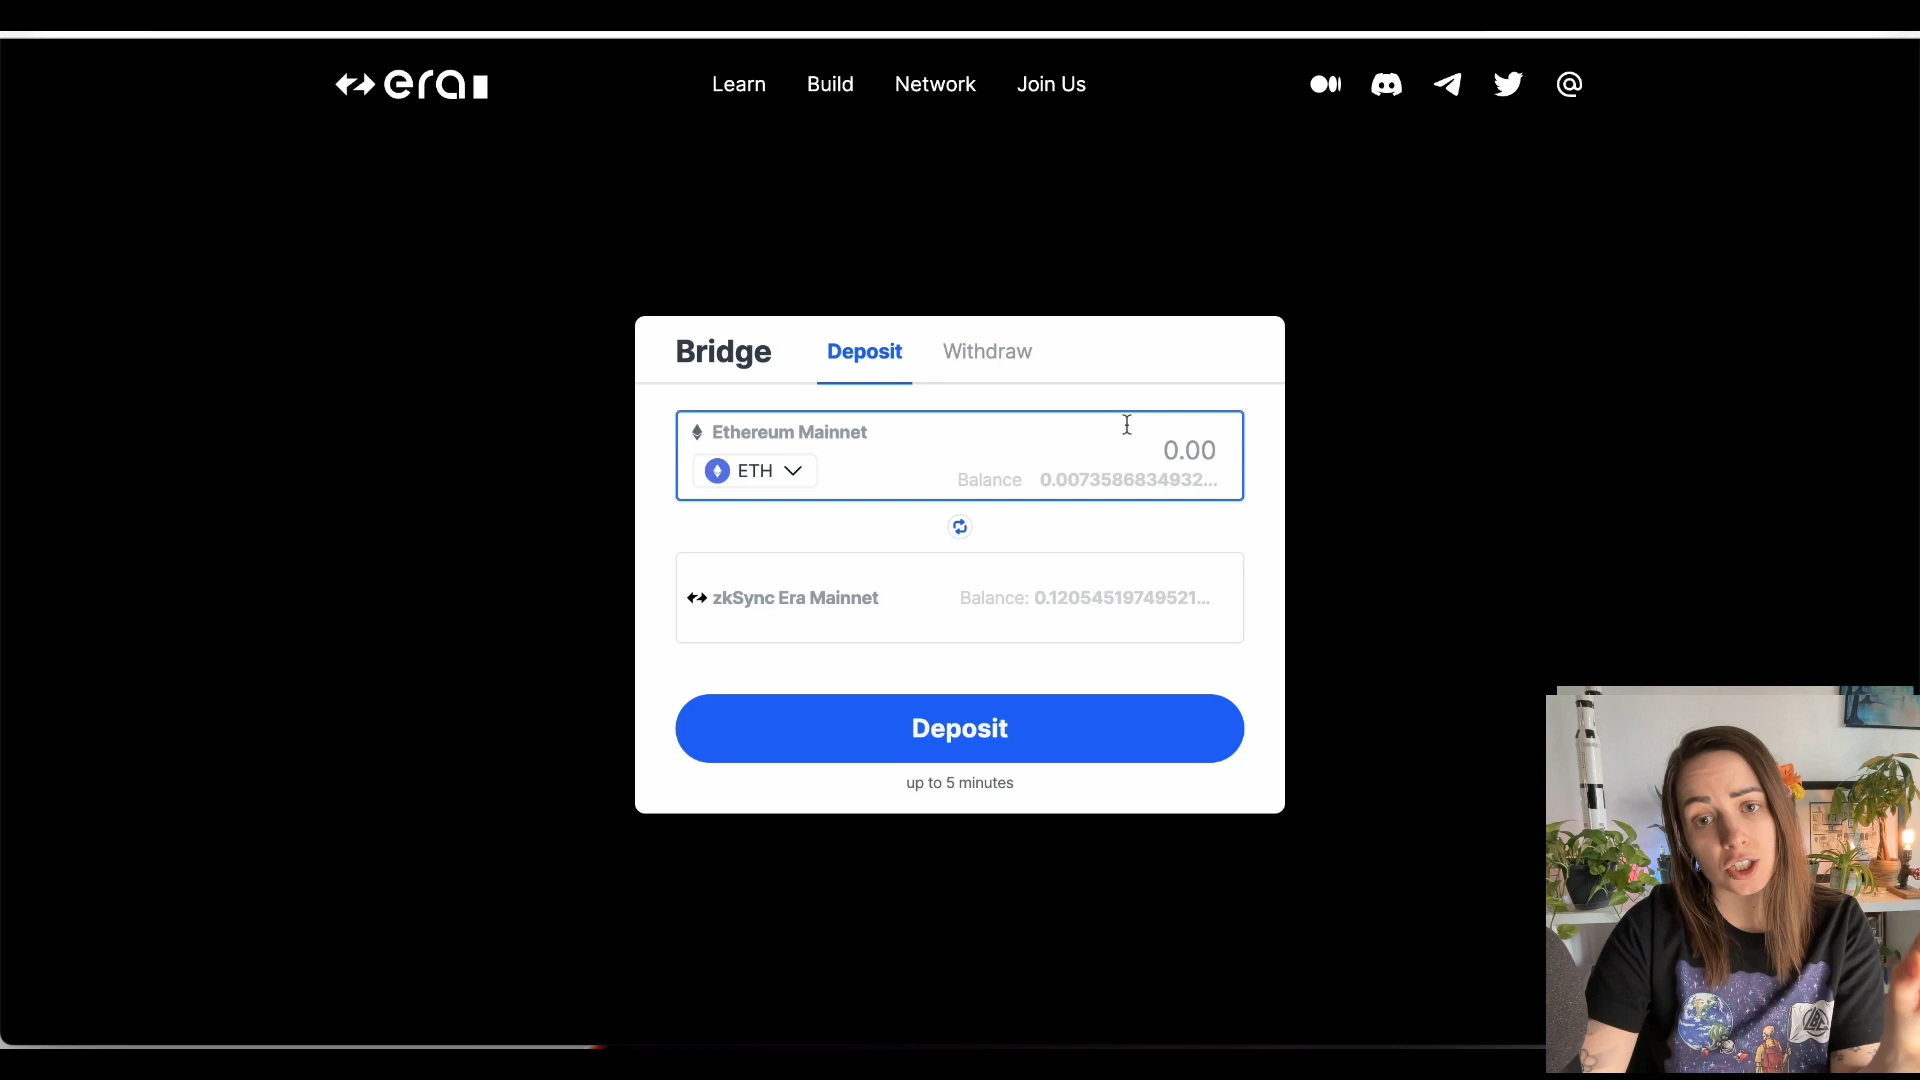 era
Learn
Build
Network
Join Us
Bridge
Deposit
Withdraw
Ethereum Mainnet
0.00
ETH
Balance 0.0073586834932...
zkSync Era Mainnet
Balance: 0.12054519749521...
Deposit
up to 5 minutes